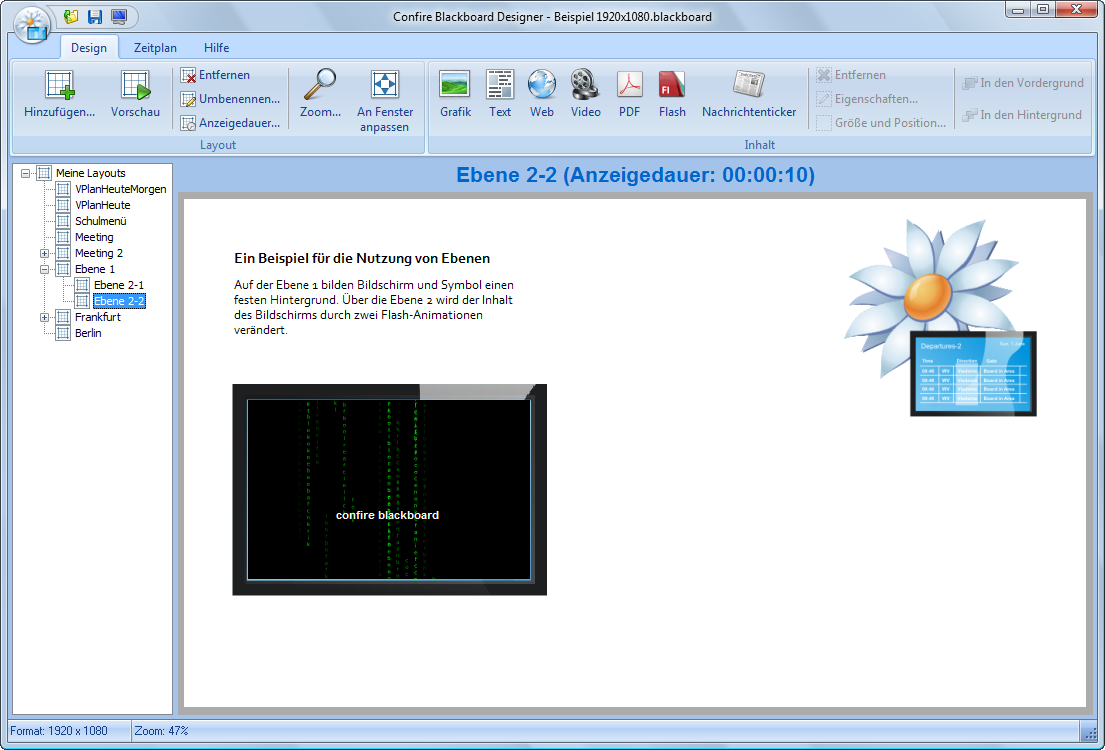 Confire Blackboard Designer - Beispiel 1920x1080.blackboard
Design Zeitplan Hilfe
Hinzufügen...
Vorschau
Entfernen
Umbenennen...
Anzeigedauer...
Zoom...
An Fenster
anpassen
Layout
Grafik
Text
Web
Video
PDF
Flash
Nachrichtenticker
Entfernen
Eigenschaften...
Größe und Position...
In den Vordergrund
In den Hintergrund
Inhalt
Meine Layouts
VPlanHeuteMorgen
VPlanHeute
Schulmenü
Meeting
Meeting 2
Ebene 1
Ebene 2-1
Ebene 2-2
Frankfurt
Berlin
Ebene 2-2 (Anzeigedauer: 00:00:10)
Ein Beispiel für die Nutzung von Ebenen
Auf der Ebene 1 bilden Bildschirm und Symbol einen
festen Hintergrund. Über die Ebene 2 wird der Inhalt
des Bildschirms durch zwei Flash-Animationen
verändert.
confire blackboard
Departures-2
Time Direction Gate
Format: 1920 x 1080
Zoom: 47%